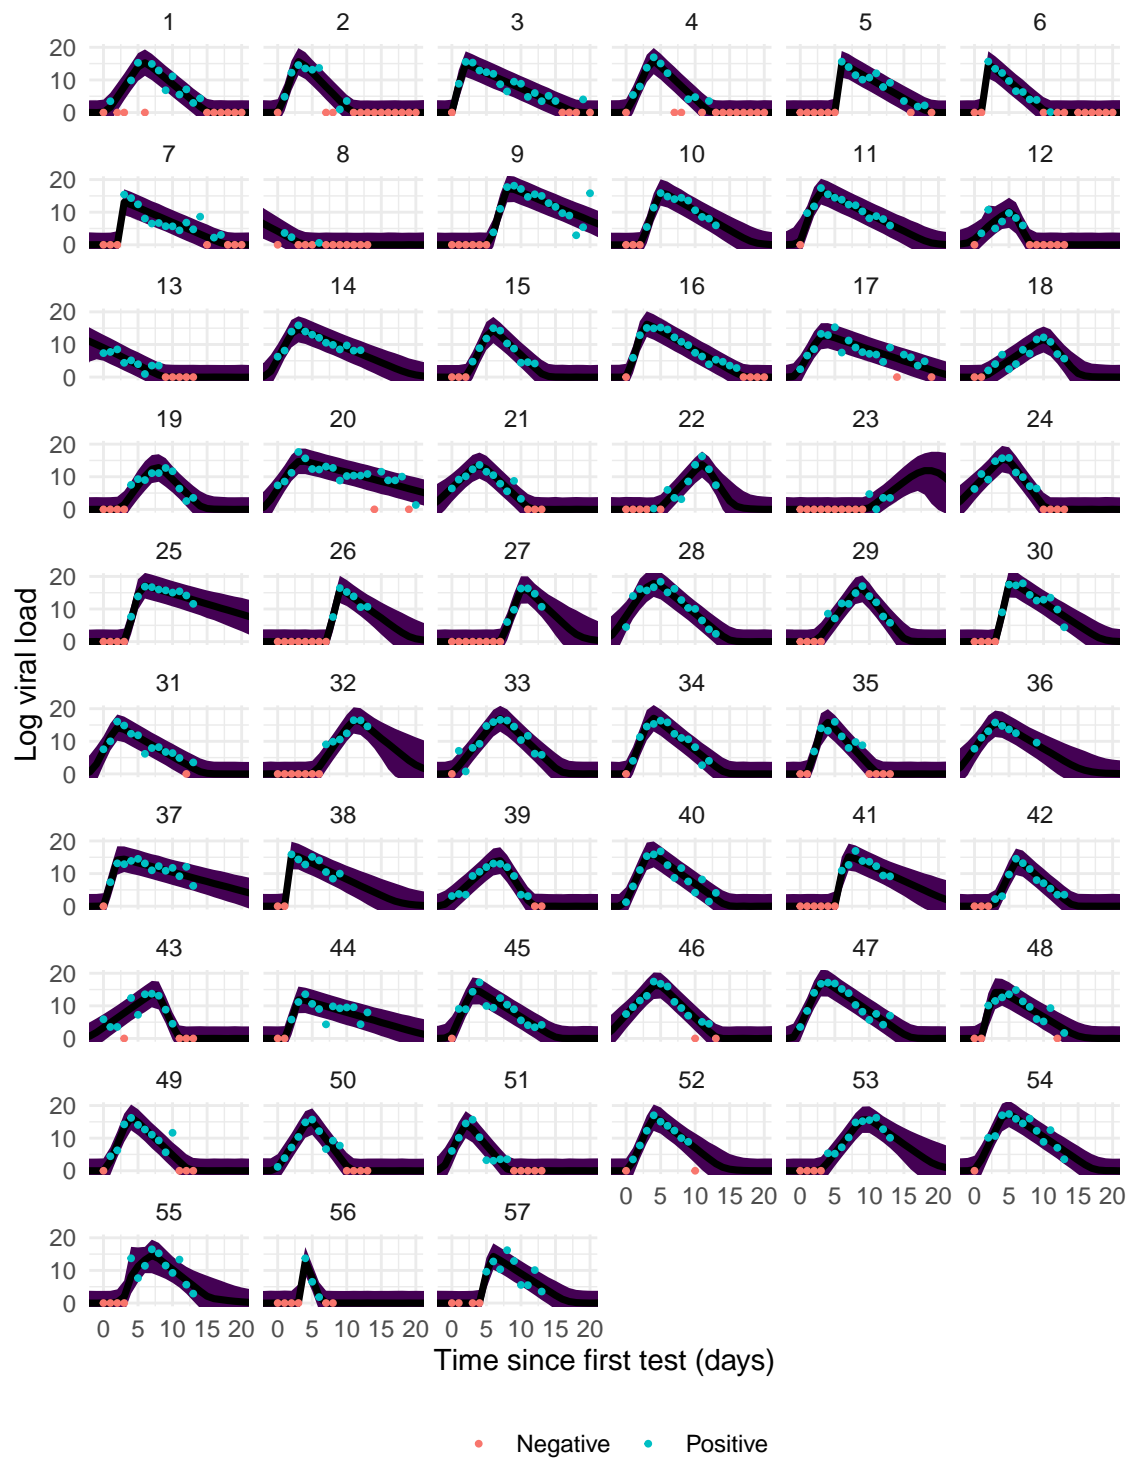 1 2 3 4 5 6
20
10
0
7 8 9 10 11 12
20
10
0
13 14 15 16 17 18
20
10
0
19 20 21 22 23 24
20
10
0
25 26 27 28 29 30
20
10
0
31 32 33 34 35 36
20
10
0
37 38 39 40 41 42
20
10
0
43 44 45 46 47 48
20
10
0
49 50 51 52 53 54
20
10
0
0 5 10 15 20 0 5 10 15 20 0 5 10 15 20
55 56 57
20
10
0
0 5 10 15 20 0 5 10 15 20 0 5 10 15 20
Log viral load
Time since first test (days)
Negative Positive